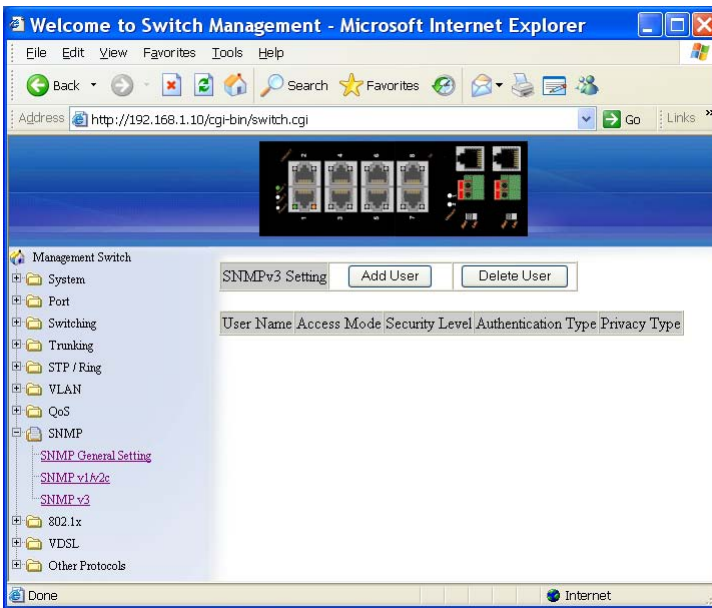 Welcome to Switch Management - Microsoft Internet Explorer
File Edit View Favorites Tools Help
Back Search Favorites
Address http://192.168.1.10/cgi-bin/switch.cgi Go Links »
Management Switch
System
Port
Switching
Trunking
STP / Ring
VLAN
QoS
SNMP
SNMP General Setting
SNMP v1/v2c
SNMP v3
802.1x
VDSL
Other Protocols
SNMPv3 Setting Add User Delete User
User Name Access Mode Security Level Authentication Type Privacy Type
Done Internet